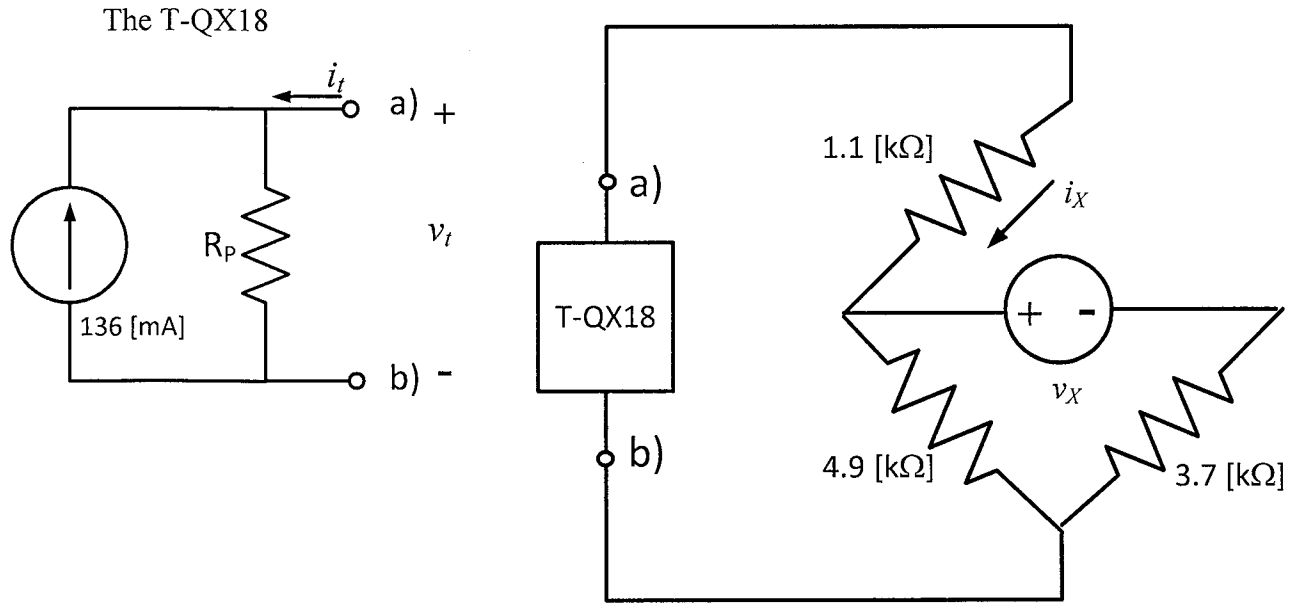 The T-QX18
i_t
a) +
1.1 [kΩ]
a)
i_X
v_t
R_P
T-QX18
+ -
136 [mA]
v_X
b) -
b)
4.9 [kΩ]
3.7 [kΩ]